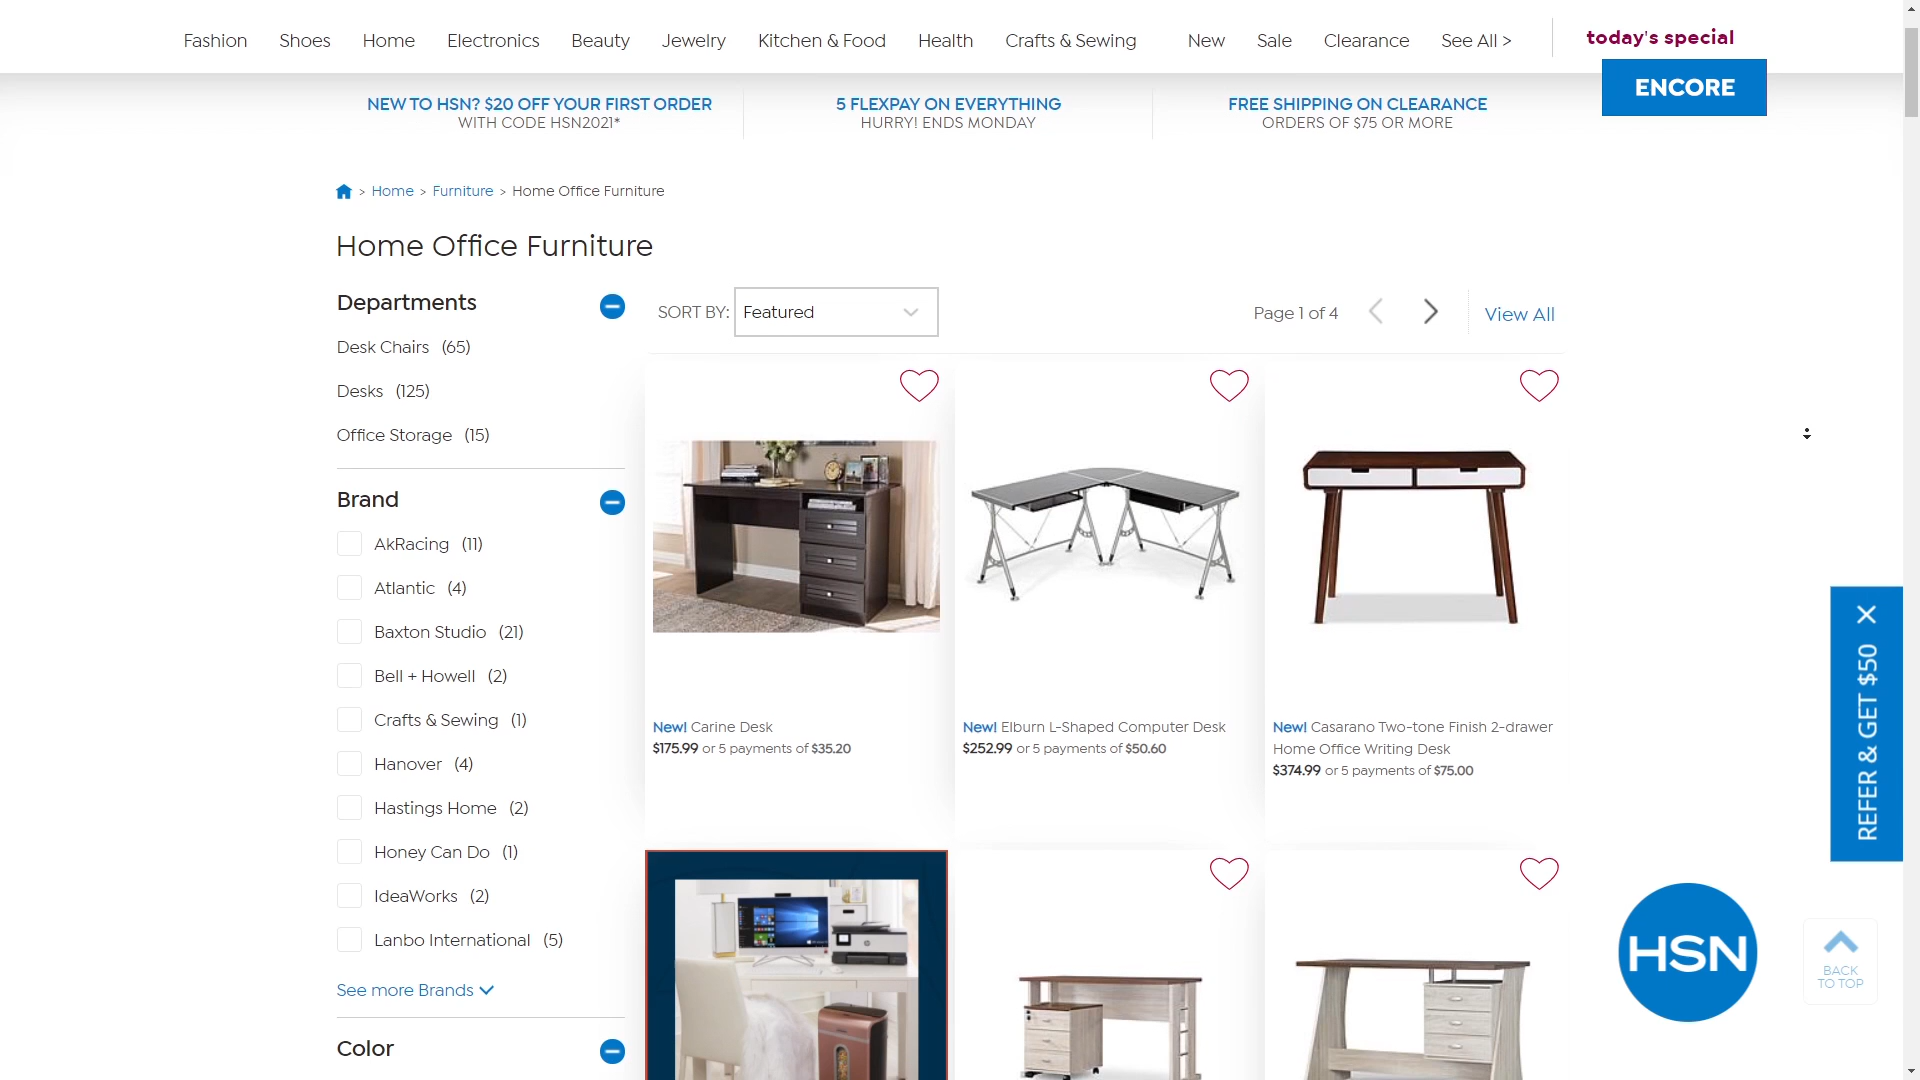 Fashion Shoes Home Electronics Beauty Jewelry Kitchen & Food Health Crafts & Sewing New Sale Clearance See All >
today's special
ENCORE
NEW TO HSN? $20 OFF YOUR FIRST ORDER
WITH CODE HSN2021*
5 FLEXPAY ON EVERYTHING
HURRY! ENDS MONDAY
FREE SHIPPING ON CLEARANCE
ORDERS OF $75 OR MORE
> Home > Furniture > Home Office Furniture
Home Office Furniture
Departments
Desk Chairs (65)
Desks (125)
Office Storage (15)
Brand
AkRacing (11)
Atlantic (4)
Baxton Studio (21)
Bell + Howell (2)
Crafts & Sewing (1)
Hanover (4)
Hastings Home (2)
Honey Can Do (1)
IdeaWorks (2)
Lanbo International (5)
See more Brands
Color
SORT BY: Featured
Page 1 of 4
View All
New! Carine Desk
$175.99 or 5 payments of $35.20
New! Elburn L-Shaped Computer Desk
$252.99 or 5 payments of $50.60
New! Casarano Two-tone Finish 2-drawer
Home Office Writing Desk
$374.99 or 5 payments of $75.00
REFER & GET $50
HSN
BACK
TO TOP